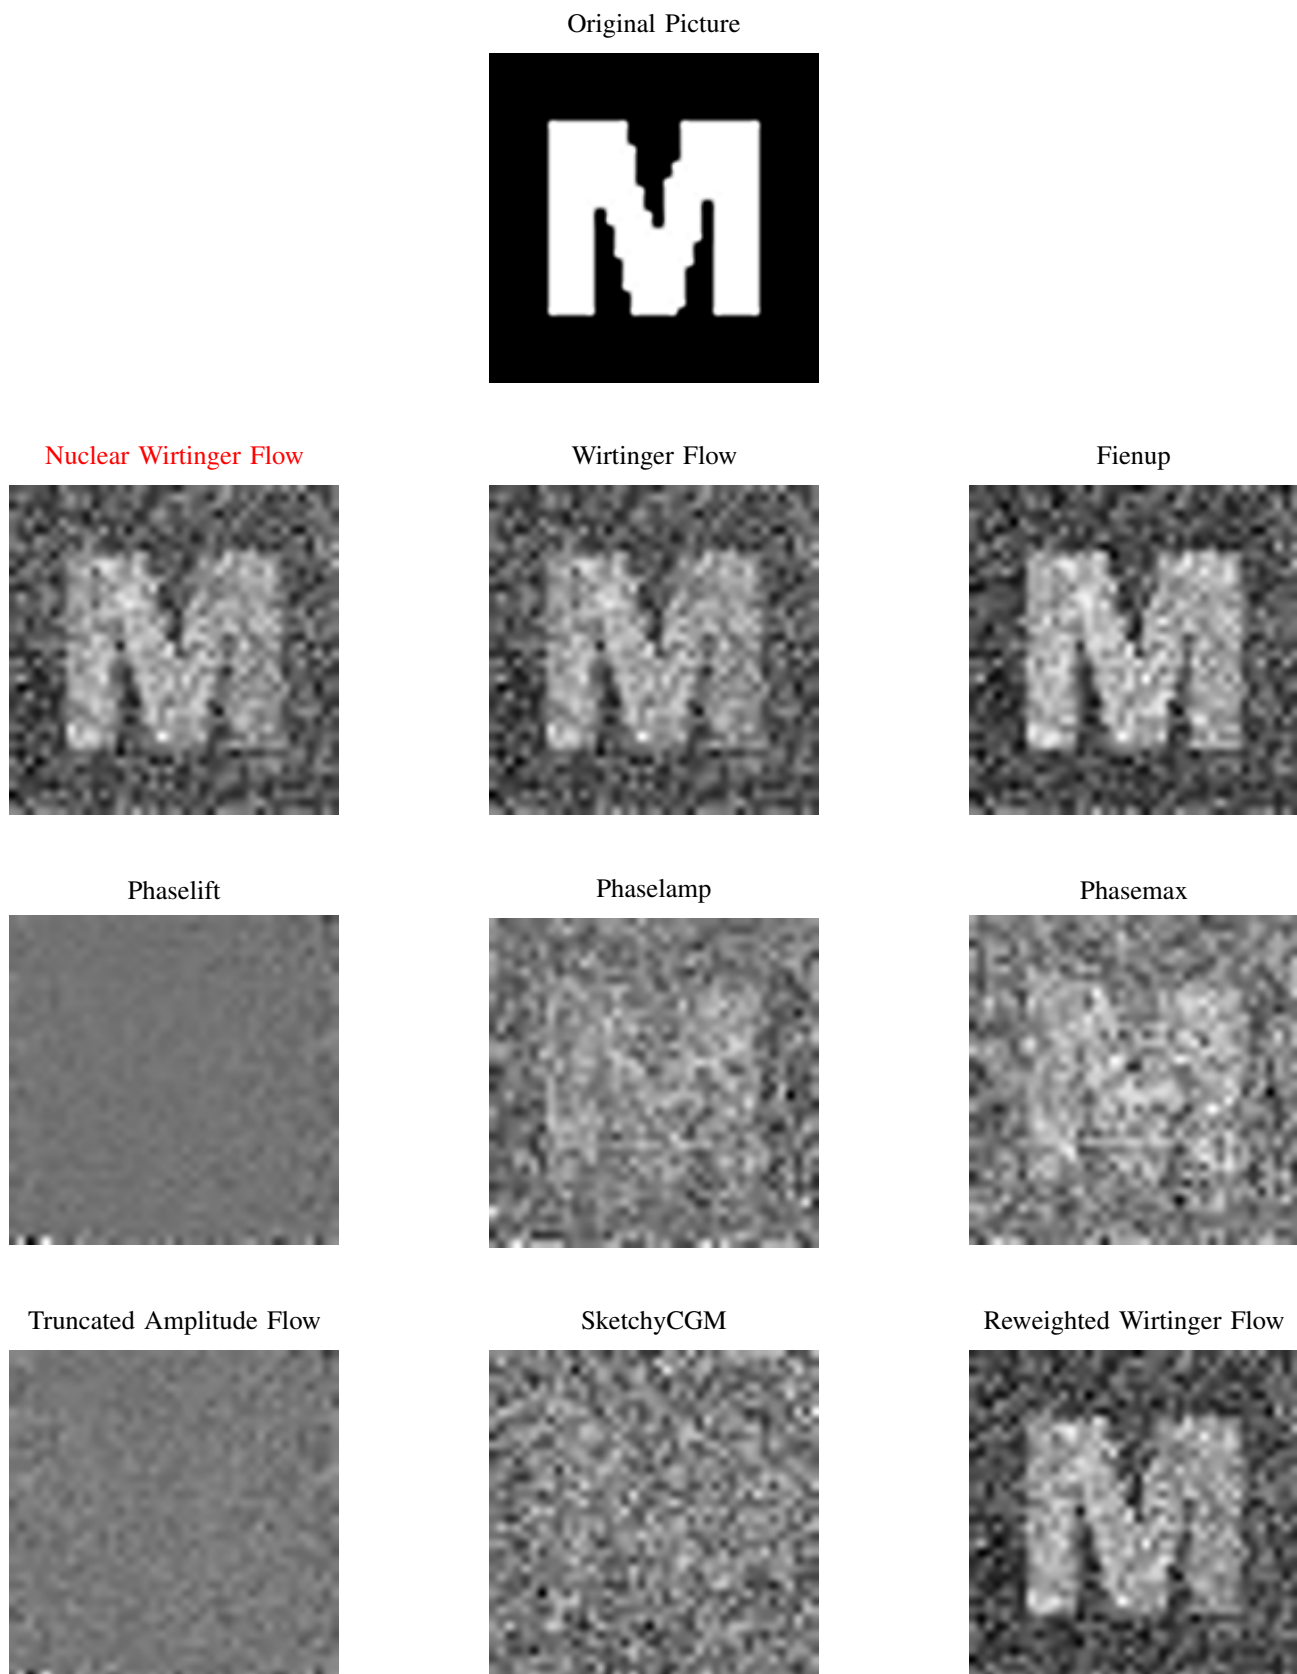 Original Picture
M
Nuclear Wirtinger Flow
Wirtinger Flow
Fienup
M
M
M
Phaselift
Phaselamp
Phasemax
Truncated Amplitude Flow
SketchyCGM
Reweighted Wirtinger Flow
M